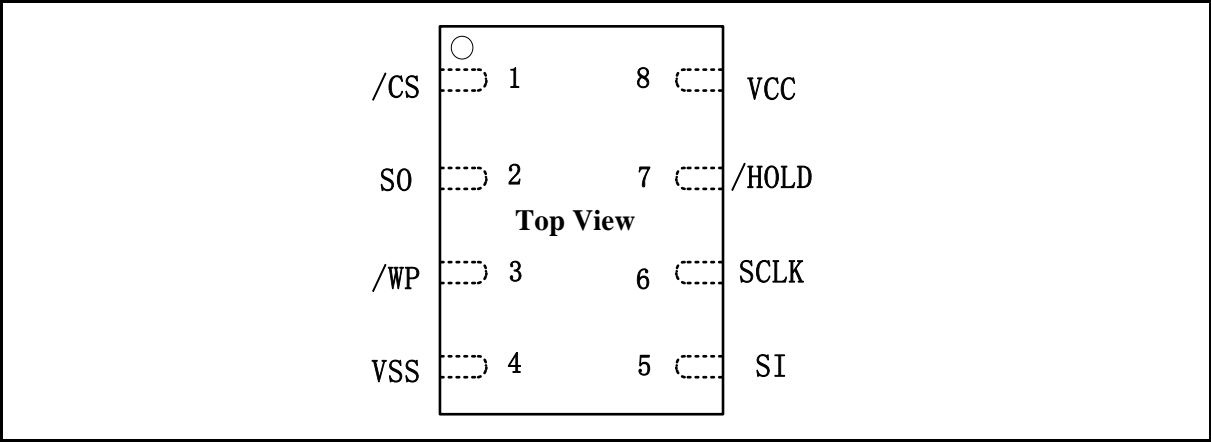 /CS 1 8 VCC
SO 2 7 /HOLD
Top View
/WP 3 6 SCLK
VSS 4 5 SI